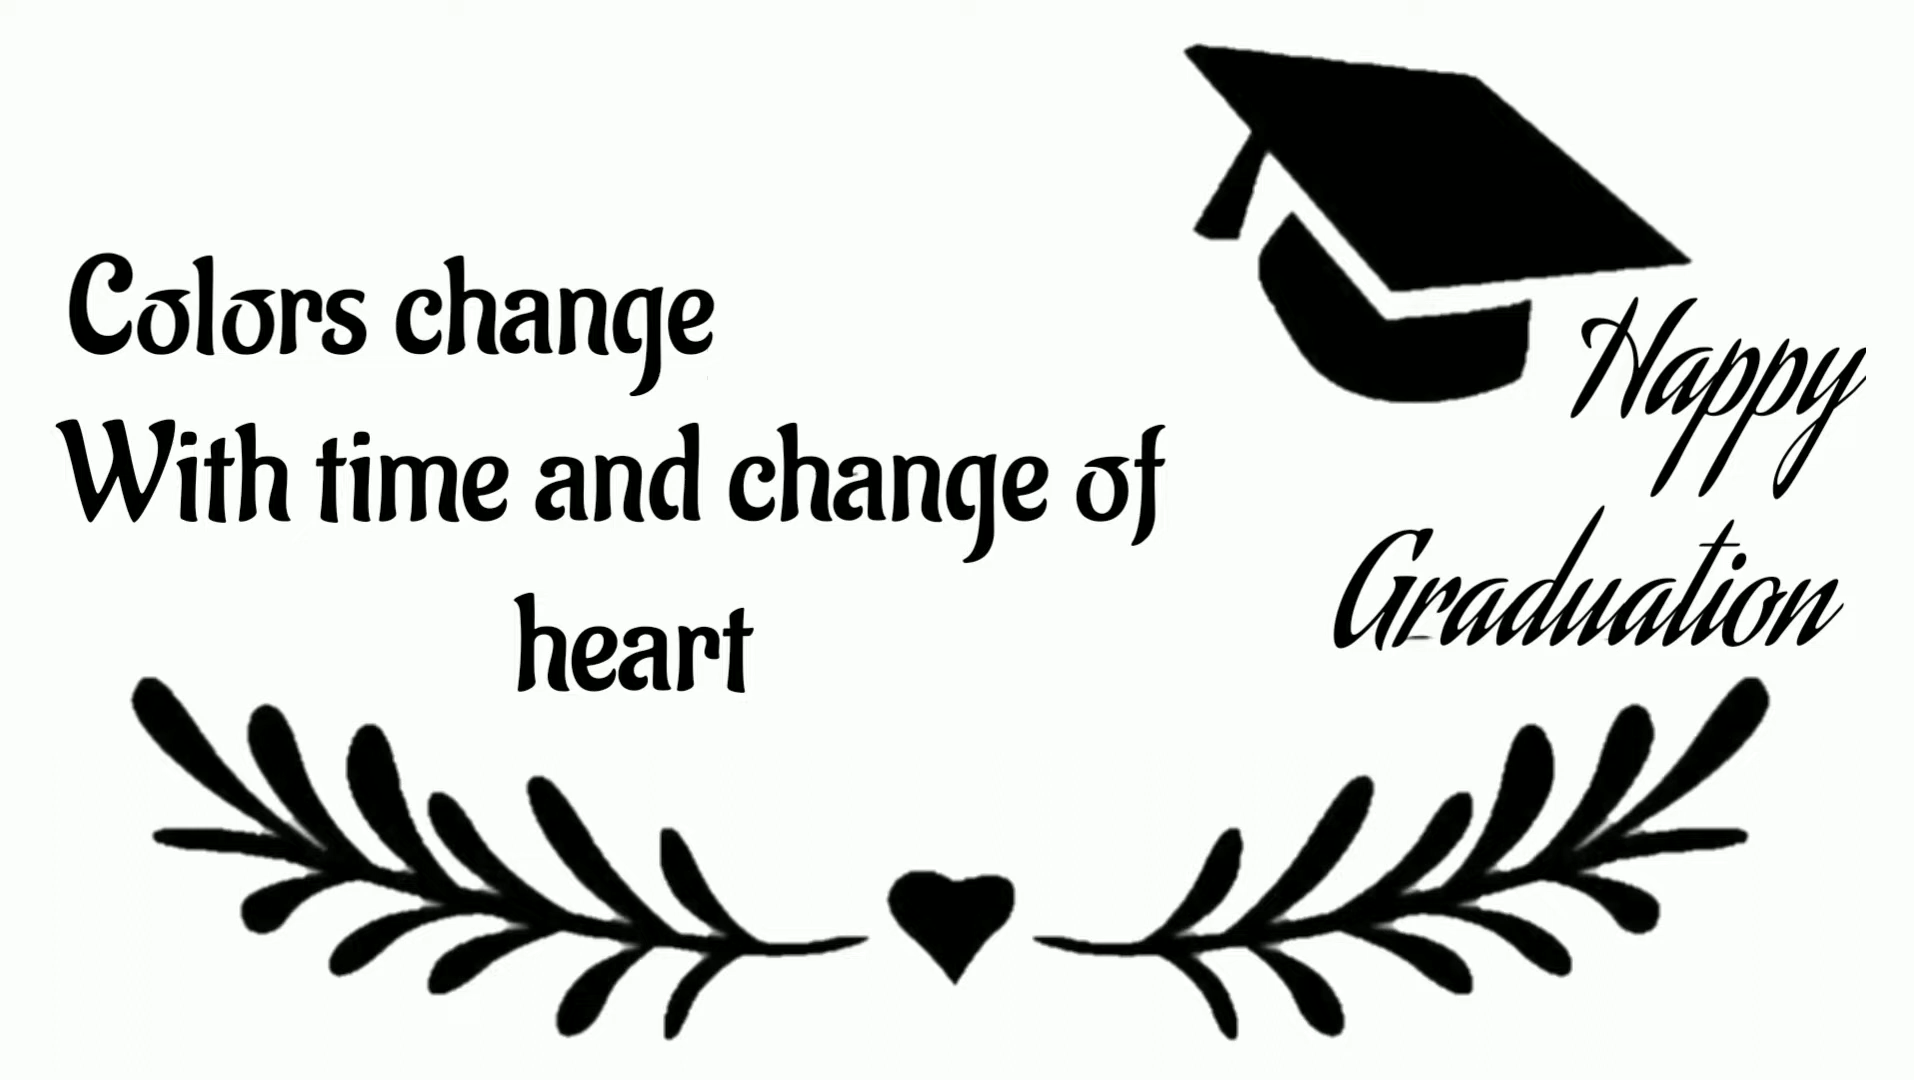 Colors change
With time and change of
heart
Happy
Graduation